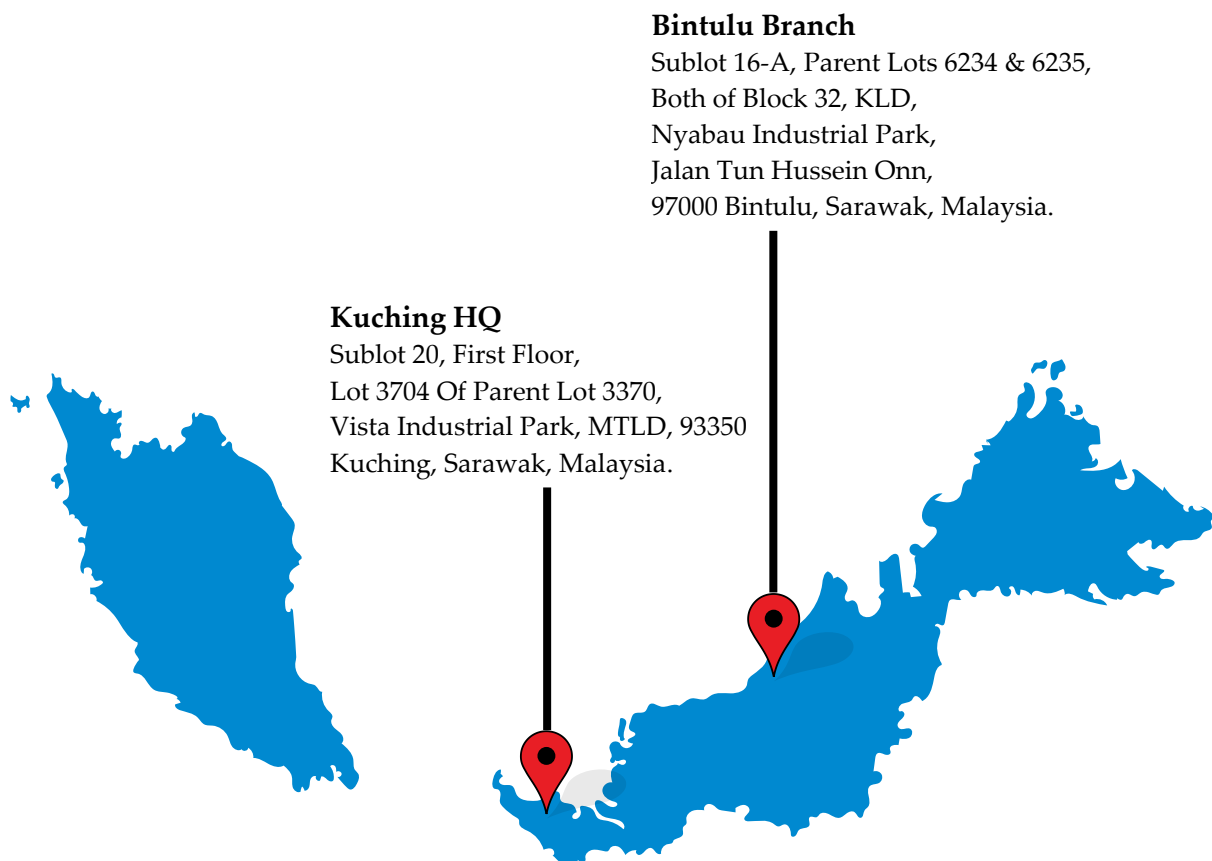 Bintulu Branch
Sublot 16-A, Parent Lots 6234 & 6235,
Both of Block 32, KLD,
Nyabau Industrial Park,
Jalan Tun Hussein Onn,
97000 Bintulu, Sarawak, Malaysia.
Kuching HQ
Sublot 20, First Floor,
Lot 3704 Of Parent Lot 3370,
Vista Industrial Park, MTLD, 93350
Kuching, Sarawak, Malaysia.